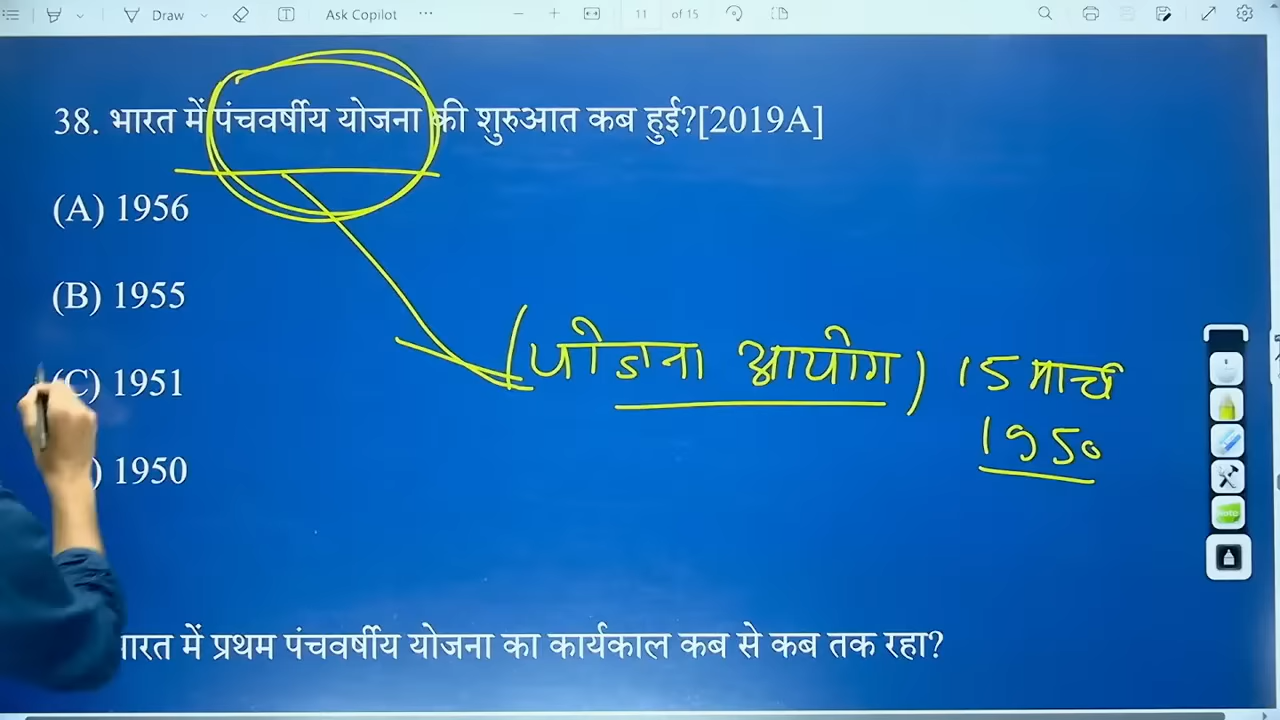 Draw
Ask Copilot
11 of 15
38. भारत में पंचवर्षीय योजना की शुरुआत कब हुई?[2019A]
(A) 1956
(B) 1955
(C) 1951
) 1950
(योजना आयोग) 15 मार्च
1950
भारत में प्रथम पंचवर्षीय योजना का कार्यकाल कब से कब तक रहा?